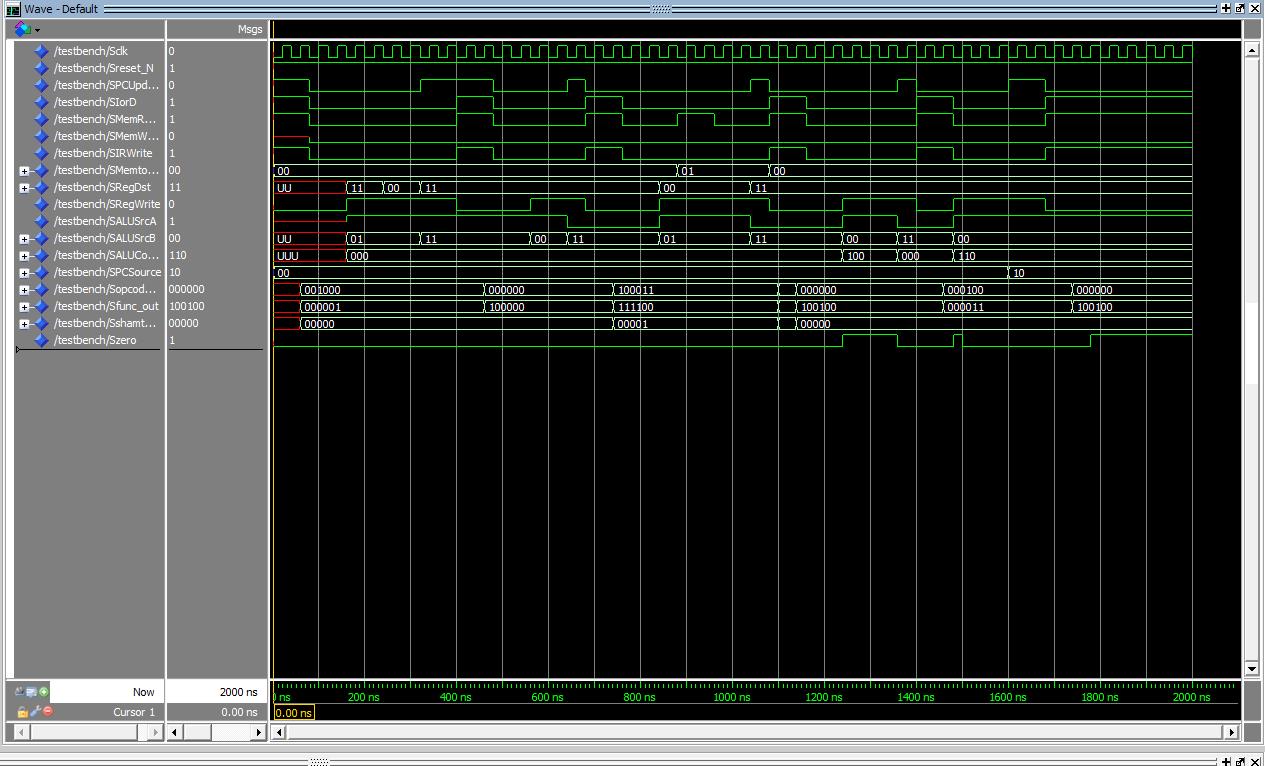 Wave - Default
Msgs
/testbench/Sclk 0
/testbench/Sreset_N 1
/testbench/SPCUpd... 0
/testbench/SIorD 1
/testbench/SMemR... 1
/testbench/SMemW... 0
/testbench/SIRWrite 1
/testbench/SMemto... 00 00 01 00
/testbench/SRegDst 11 UU 11 00 11 00 11
/testbench/SRegWrite 0
/testbench/SALUSrcA 1
/testbench/SALUSrcB 00 UU 01 11 00 11 01 11 00 11 00
/testbench/SALUCo... 110 UUU 000 100 000 110
/testbench/SPCSource 10 00 10
/testbench/Sopcod... 000000 001000 000000 100011 000000 000100 000000
/testbench/Sfunc_out 100100 000001 100000 111100 100100 000011 100100
/testbench/Sshamt... 00000 00000 00001 00000
/testbench/Szero 1
Now 2000 ns ns 200 ns 400 ns 600 ns 800 ns 1000 ns 1200 ns 1400 ns 1600 ns 1800 ns 2000 ns
Cursor 1 0.00 ns 0.00 ns